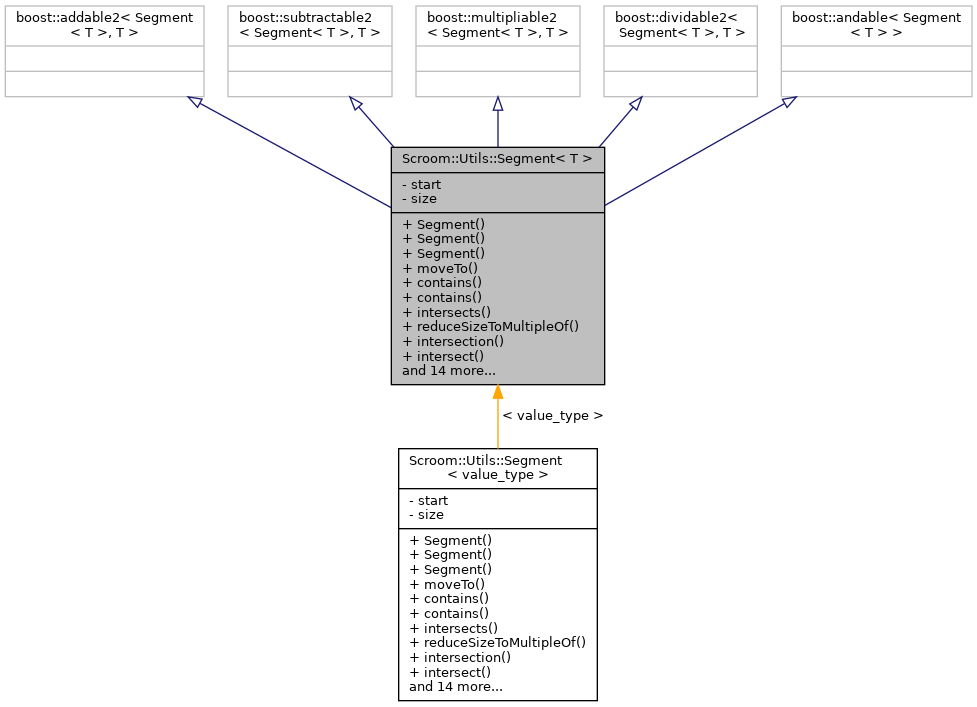 boost::addable2< Segment
< T >, T >
boost::subtractable2
< Segment< T >, T >
boost::multipliable2
< Segment< T >, T >
boost::dividable2<
Segment< T >, T >
boost::andable< Segment
< T > >
Scroom::Utils::Segment< T >
- start
- size
+ Segment()
+ Segment()
+ Segment()
+ moveTo()
+ contains()
+ contains()
+ intersects()
+ reduceSizeToMultipleOf()
+ intersection()
+ intersect()
and 14 more...
< value_type >
Scroom::Utils::Segment
< value_type >
- start
- size
+ Segment()
+ Segment()
+ Segment()
+ moveTo()
+ contains()
+ contains()
+ intersects()
+ reduceSizeToMultipleOf()
+ intersection()
+ intersect()
and 14 more...